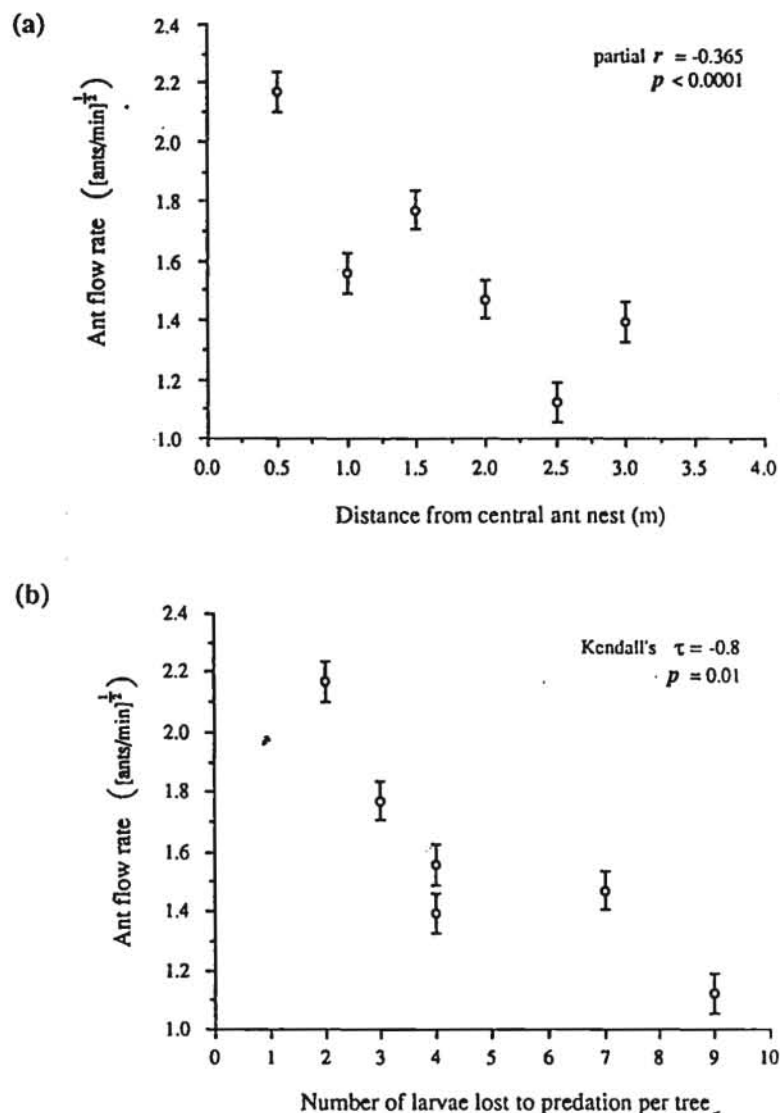 (a)
partial r = -0.365
p < 0.0001
Ant flow rate ([ants/min]^½)
2.4
2.2
2.0
1.8
1.6
1.4
1.2
1.0
0.0 0.5 1.0 1.5 2.0 2.5 3.0 3.5 4.0
Distance from central ant nest (m)
(b)
Kendall's τ = -0.8
p = 0.01
Ant flow rate ([ants/min]^½)
2.4
2.2
2.0
1.8
1.6
1.4
1.2
1.0
0 1 2 3 4 5 6 7 8 9 10
Number of larvae lost to predation per tree